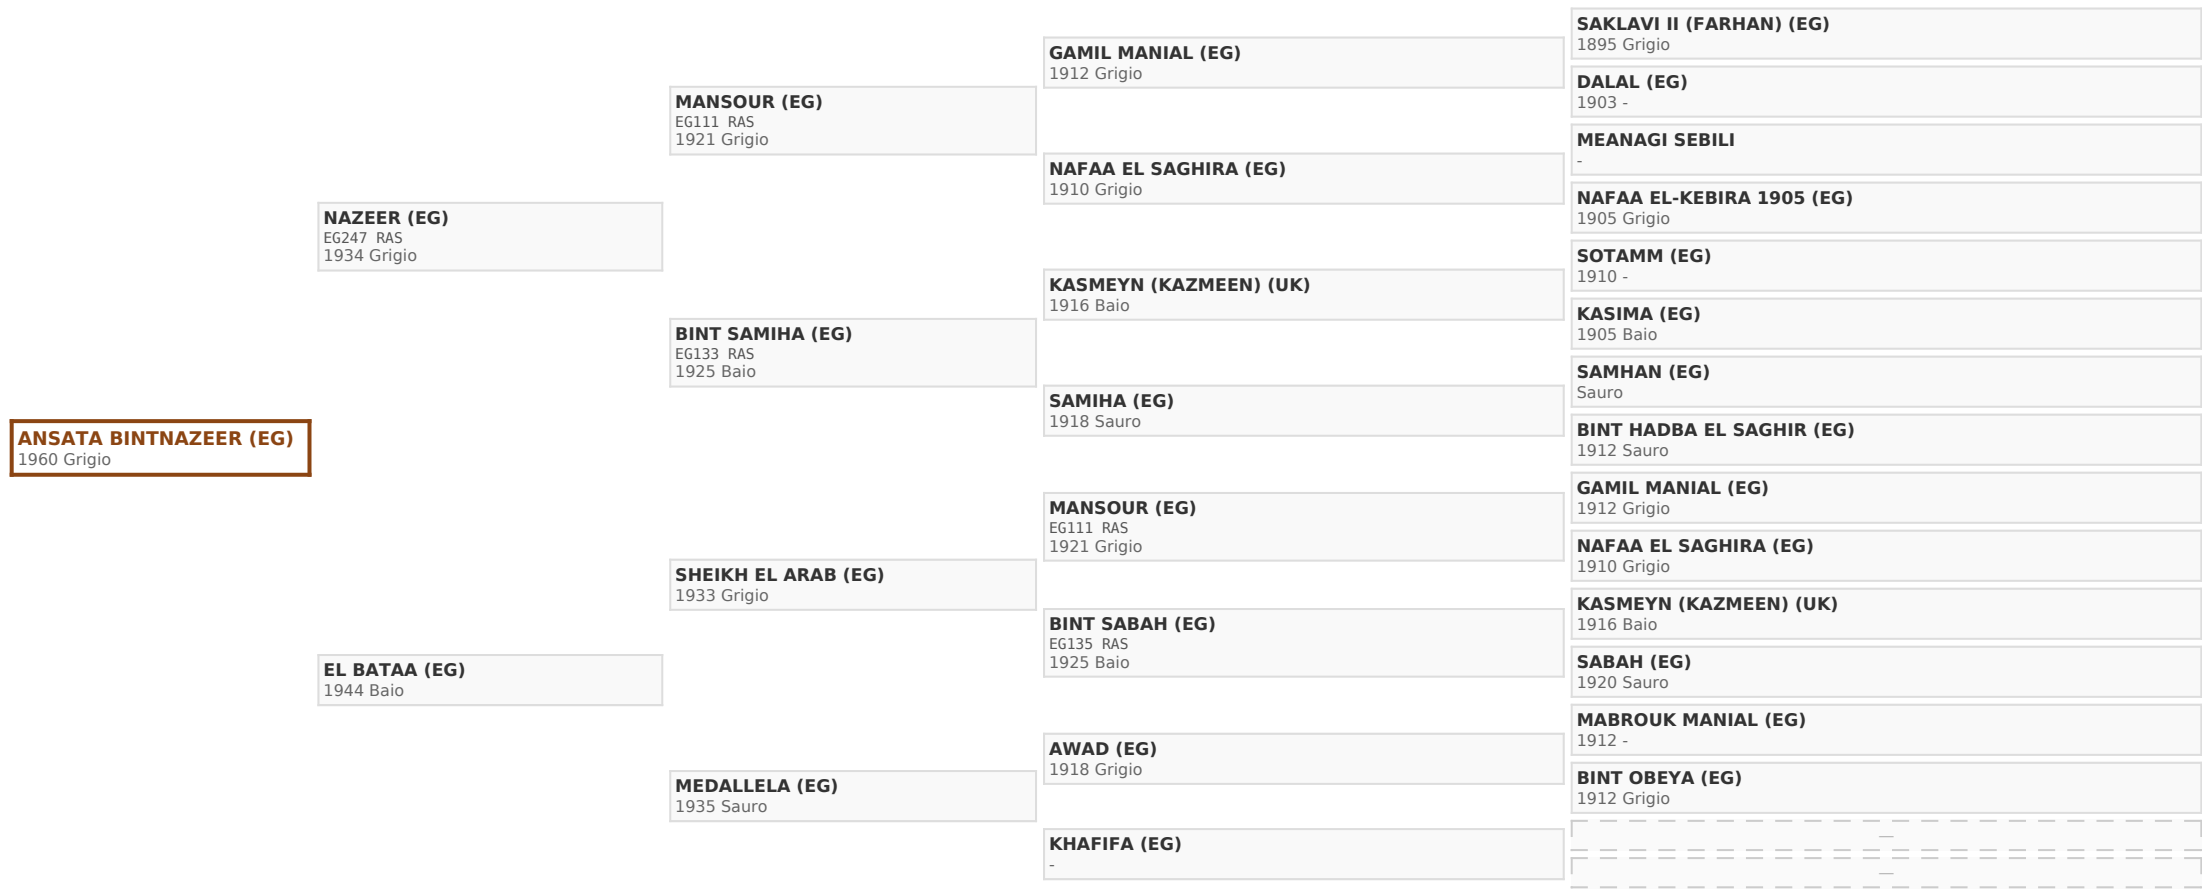 ANSATA BINTNAZEER (EG)
1960 Grigio
NAZEER (EG)
EG247 RAS
1934 Grigio
EL BATAA (EG)
1944 Baio
MANSOUR (EG)
EG111 RAS
1921 Grigio
BINT SAMIHA (EG)
EG133 RAS
1925 Baio
SHEIKH EL ARAB (EG)
1933 Grigio
MEDALLELA (EG)
1935 Sauro
GAMIL MANIAL (EG)
1912 Grigio
NAFAA EL SAGHIRA (EG)
1910 Grigio
KASMEYN (KAZMEEN) (UK)
1916 Baio
SAMIHA (EG)
1918 Sauro
MANSOUR (EG)
EG111 RAS
1921 Grigio
BINT SABAH (EG)
EG135 RAS
1925 Baio
AWAD (EG)
1918 Grigio
KHAFIFA (EG)
-
SAKLAVI II (FARHAN) (EG)
1895 Grigio
DALAL (EG)
1903 -
MEANAGI SEBILI
-
NAFAA EL-KEBIRA 1905 (EG)
1905 Grigio
SOTAMM (EG)
1910 -
KASIMA (EG)
1905 Baio
SAMHAN (EG)
Sauro
BINT HADBA EL SAGHIR (EG)
1912 Sauro
GAMIL MANIAL (EG)
1912 Grigio
NAFAA EL SAGHIRA (EG)
1910 Grigio
KASMEYN (KAZMEEN) (UK)
1916 Baio
SABAH (EG)
1920 Sauro
MABROUK MANIAL (EG)
1912 -
BINT OBEYA (EG)
1912 Grigio
—
—